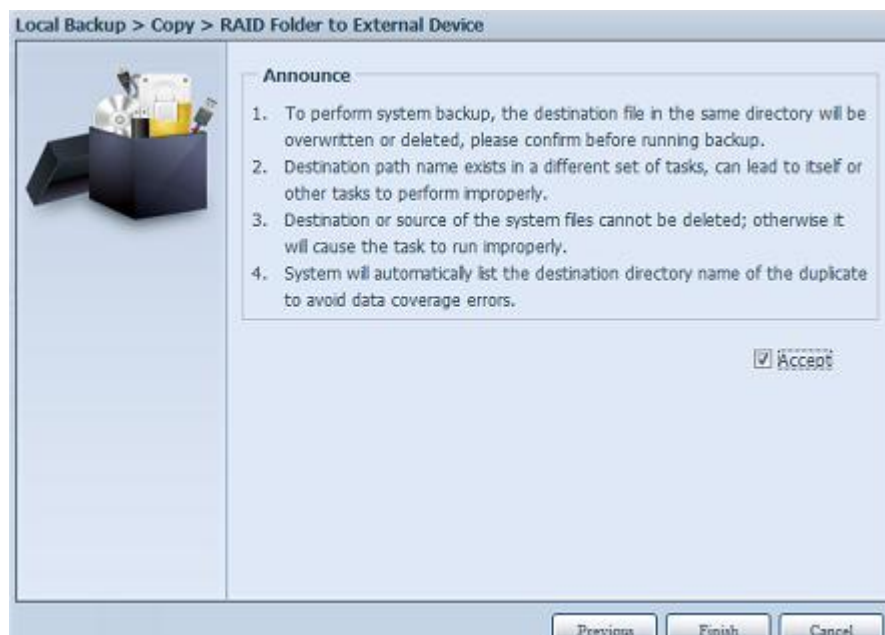 Local Backup > Copy > RAID Folder to External Device
Announce
1. To perform system backup, the destination file in the same directory will be
overwritten or deleted, please confirm before running backup.
2. Destination path name exists in a different set of tasks, can lead to itself or
other tasks to perform improperly.
3. Destination or source of the system files cannot be deleted; otherwise it
will cause the task to run improperly.
4. System will automatically list the destination directory name of the duplicate
to avoid data coverage errors.
Accept
Previous Finish Cancel